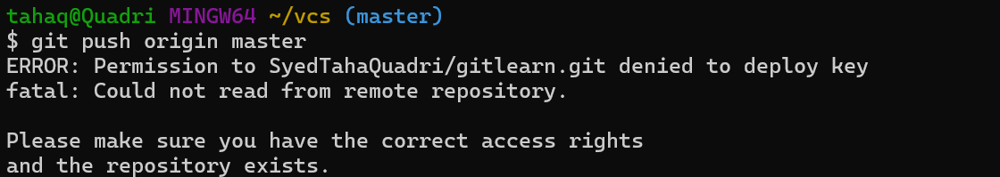 tahaq@Quadri MINGW64 ~/vcs (master)
$ git push origin master
ERROR: Permission to SyedTahaQuadri/gitlearn.git denied to deploy key
fatal: Could not read from remote repository.

Please make sure you have the correct access rights
and the repository exists.